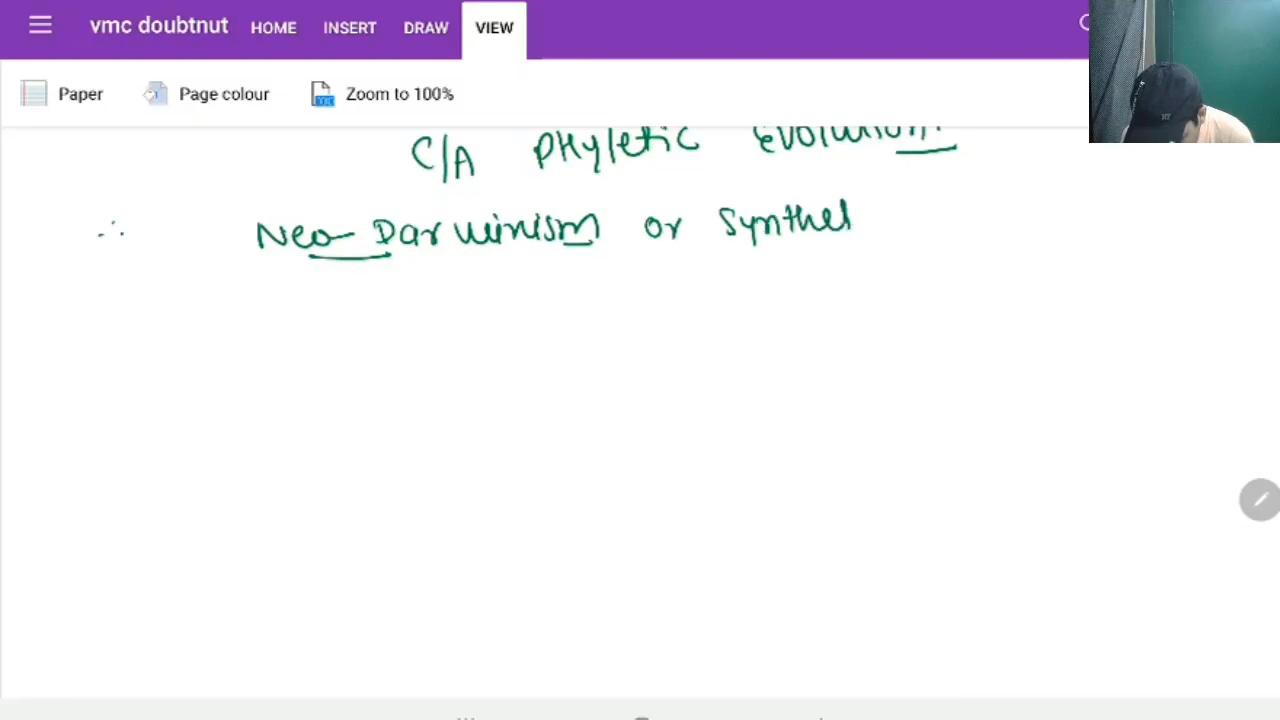 vmc doubtnut HOME INSERT DRAW VIEW
Paper Page colour Zoom to 100%
C/A Phyletic Evolution.
∴ Neo-Darwinism or Synthet